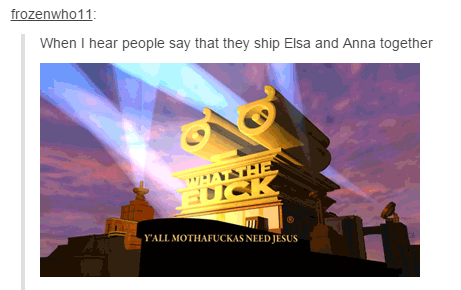 frozenwho11:
When I hear people say that they ship Elsa and Anna together
WHAT THE
FUCK
®
Y'ALL MOTHAFUCKAS NEED JESUS